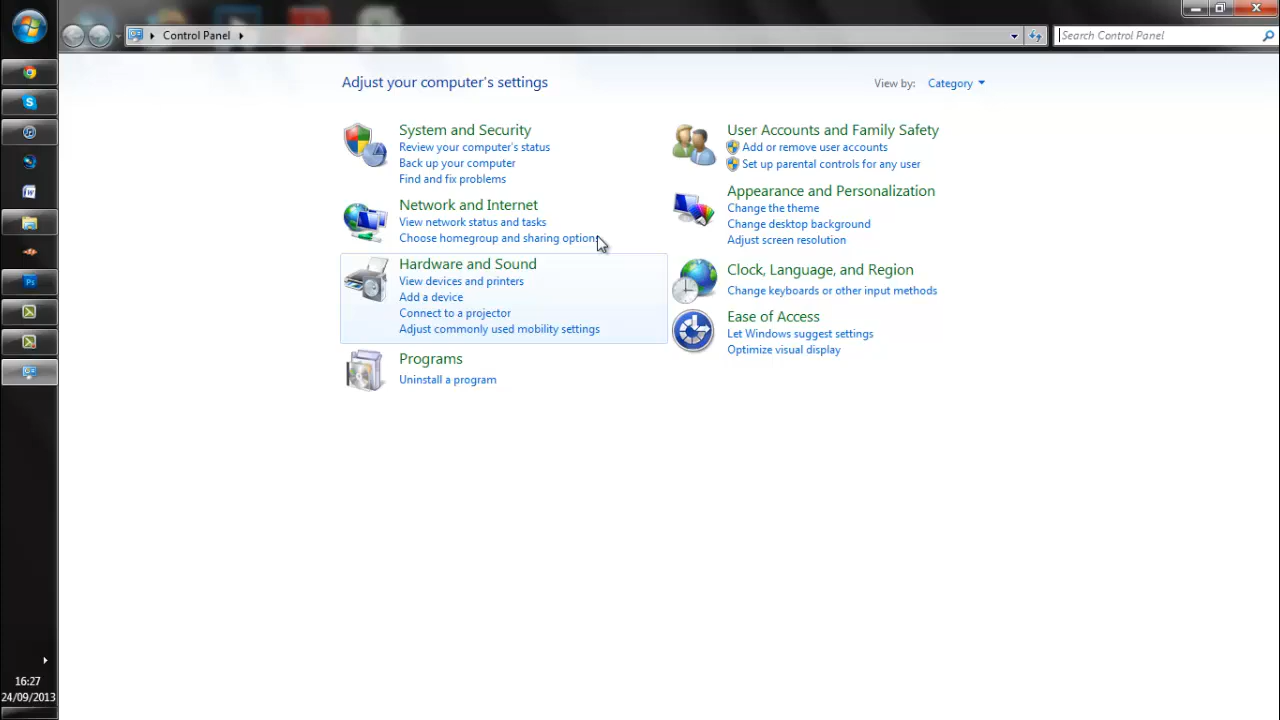 Control Panel
Search Control Panel
Adjust your computer's settings
View by: Category
System and Security
Review your computer's status
Back up your computer
Find and fix problems
Network and Internet
View network status and tasks
Choose homegroup and sharing options
Hardware and Sound
View devices and printers
Add a device
Connect to a projector
Adjust commonly used mobility settings
Programs
Uninstall a program
User Accounts and Family Safety
Add or remove user accounts
Set up parental controls for any user
Appearance and Personalization
Change the theme
Change desktop background
Adjust screen resolution
Clock, Language, and Region
Change keyboards or other input methods
Ease of Access
Let Windows suggest settings
Optimize visual display
S
W
Ps
16:27
24/09/2013